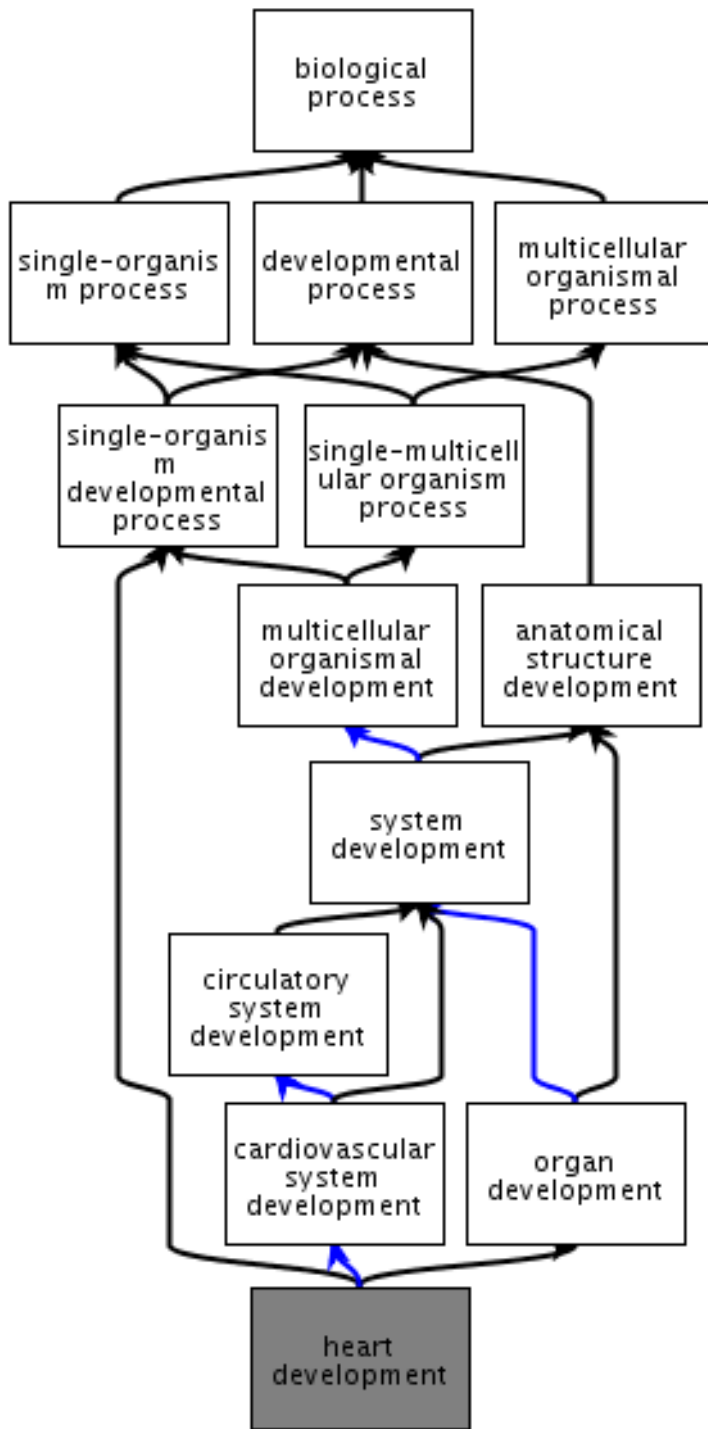 biological
process
single-organis
m process
developmental
process
multicellular
organismal
process
single-organis
m
developmental
process
single-multicell
ular organism
process
multicellular
organismal
development
anatomical
structure
development
system
development
circulatory
system
development
cardiovascular
system
development
organ
development
heart
development